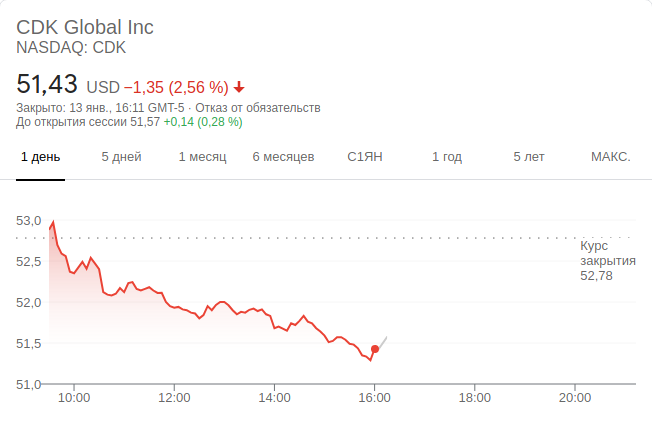 CDK Global Inc
NASDAQ: CDK
51,43 USD −1,35 (2,56 %)
Закрыто: 13 янв., 16:11 GMT-5 · Отказ от обязательств
До открытия сессии 51,57 +0,14 (0,28 %)
1 день 5 дней 1 месяц 6 месяцев С1ЯН 1 год 5 лет МАКС.
53,0
Курс
закрытия
52,78
52,5
52,0
51,5
51,0
10:00 12:00 14:00 16:00 18:00 20:00